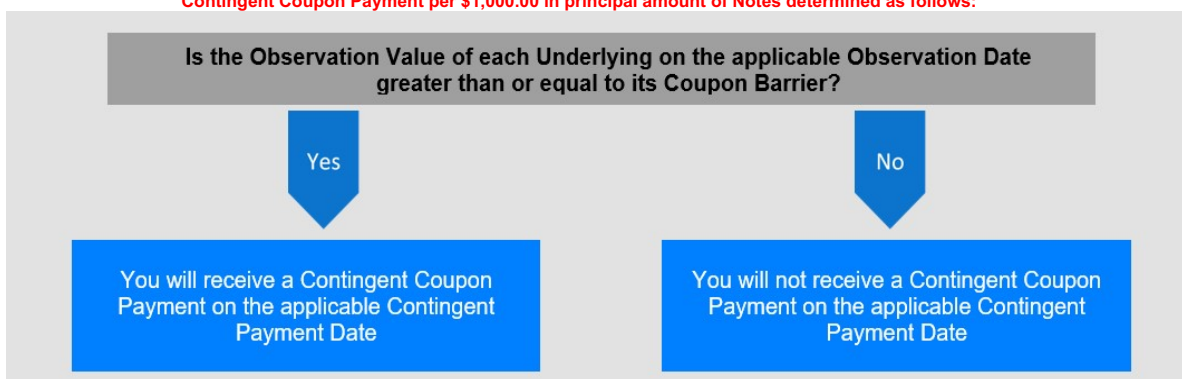 Contingent Coupon Payment per $1,000.00 in principal amount of Notes determined as follows:
Is the Observation Value of each Underlying on the applicable Observation Date
greater than or equal to its Coupon Barrier?
Yes
No
You will receive a Contingent Coupon
Payment on the applicable Contingent
Payment Date
You will not receive a Contingent Coupon
Payment on the applicable Contingent
Payment Date